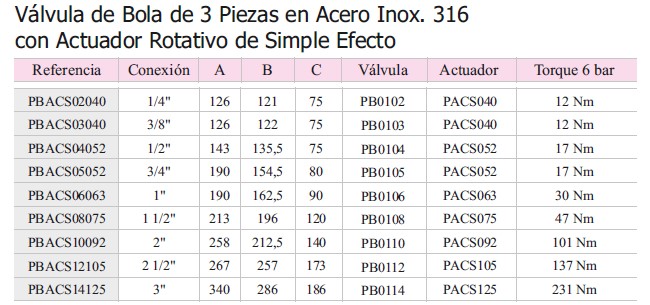 Válvula de Bola de 3 Piezas en Acero Inox. 316
con Actuador Rotativo de Simple Efecto
Referencia Conexión A B C Válvula Actuador Torque 6 bar
PBACS02040 1/4" 126 121 75 PB0102 PACS040 12 Nm
PBACS03040 3/8" 126 122 75 PB0103 PACS040 12 Nm
PBACS04052 1/2" 143 135,5 75 PB0104 PACS052 17 Nm
PBACS05052 3/4" 190 154,5 80 PB0105 PACS052 17 Nm
PBACS06063 1" 190 162,5 90 PB0106 PACS063 30 Nm
PBACS08075 1 1/2" 213 196 120 PB0108 PACS075 47 Nm
PBACS10092 2" 258 212,5 140 PB0110 PACS092 101 Nm
PBACS12105 2 1/2" 267 257 173 PB0112 PACS105 137 Nm
PBACS14125 3" 340 286 186 PB0114 PACS125 231 Nm